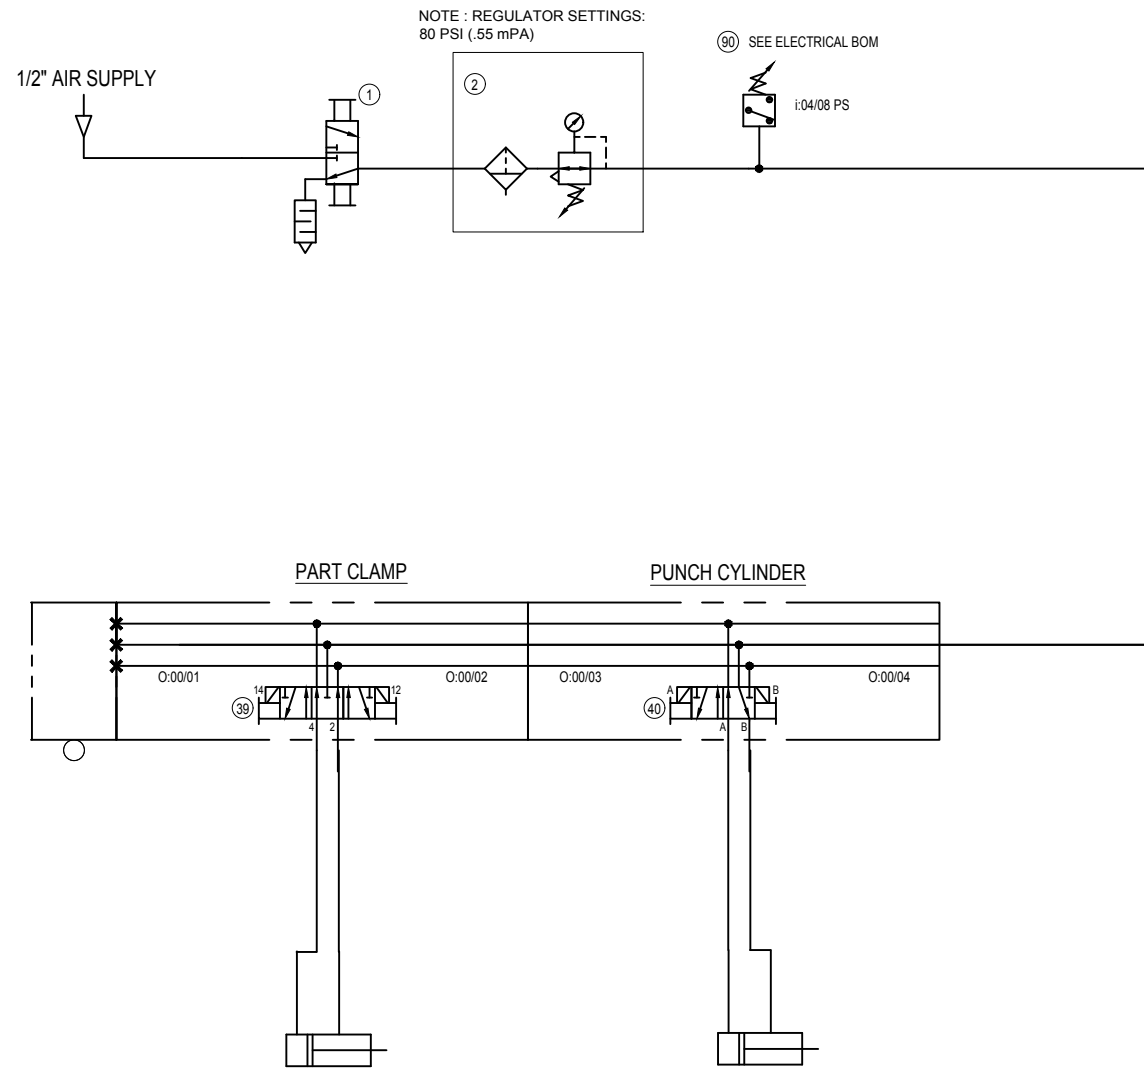 NOTE : REGULATOR SETTINGS:
80 PSI (.55 mPA)
90 SEE ELECTRICAL BOM
1/2" AIR SUPPLY
1
2
i:04/08 PS
PART CLAMP
PUNCH CYLINDER
O:00/01
O:00/02
O:00/03
O:00/04
14
12
A
B
39
40
4
2
A
B